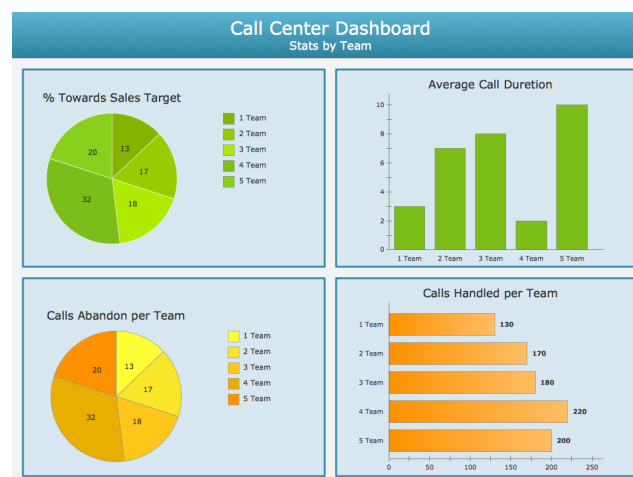 Call Center Dashboard
Stats by Team
% Towards Sales Target
13
17
18
32
20
1 Team
2 Team
3 Team
4 Team
5 Team
Average Call Duretion
10
8
6
4
2
0
1 Team
2 Team
3 Team
4 Team
5 Team
Calls Abandon per Team
13
17
18
32
20
1 Team
2 Team
3 Team
4 Team
5 Team
Calls Handled per Team
1 Team 130
2 Team 170
3 Team 180
4 Team 220
5 Team 200
0 50 100 150 200 250